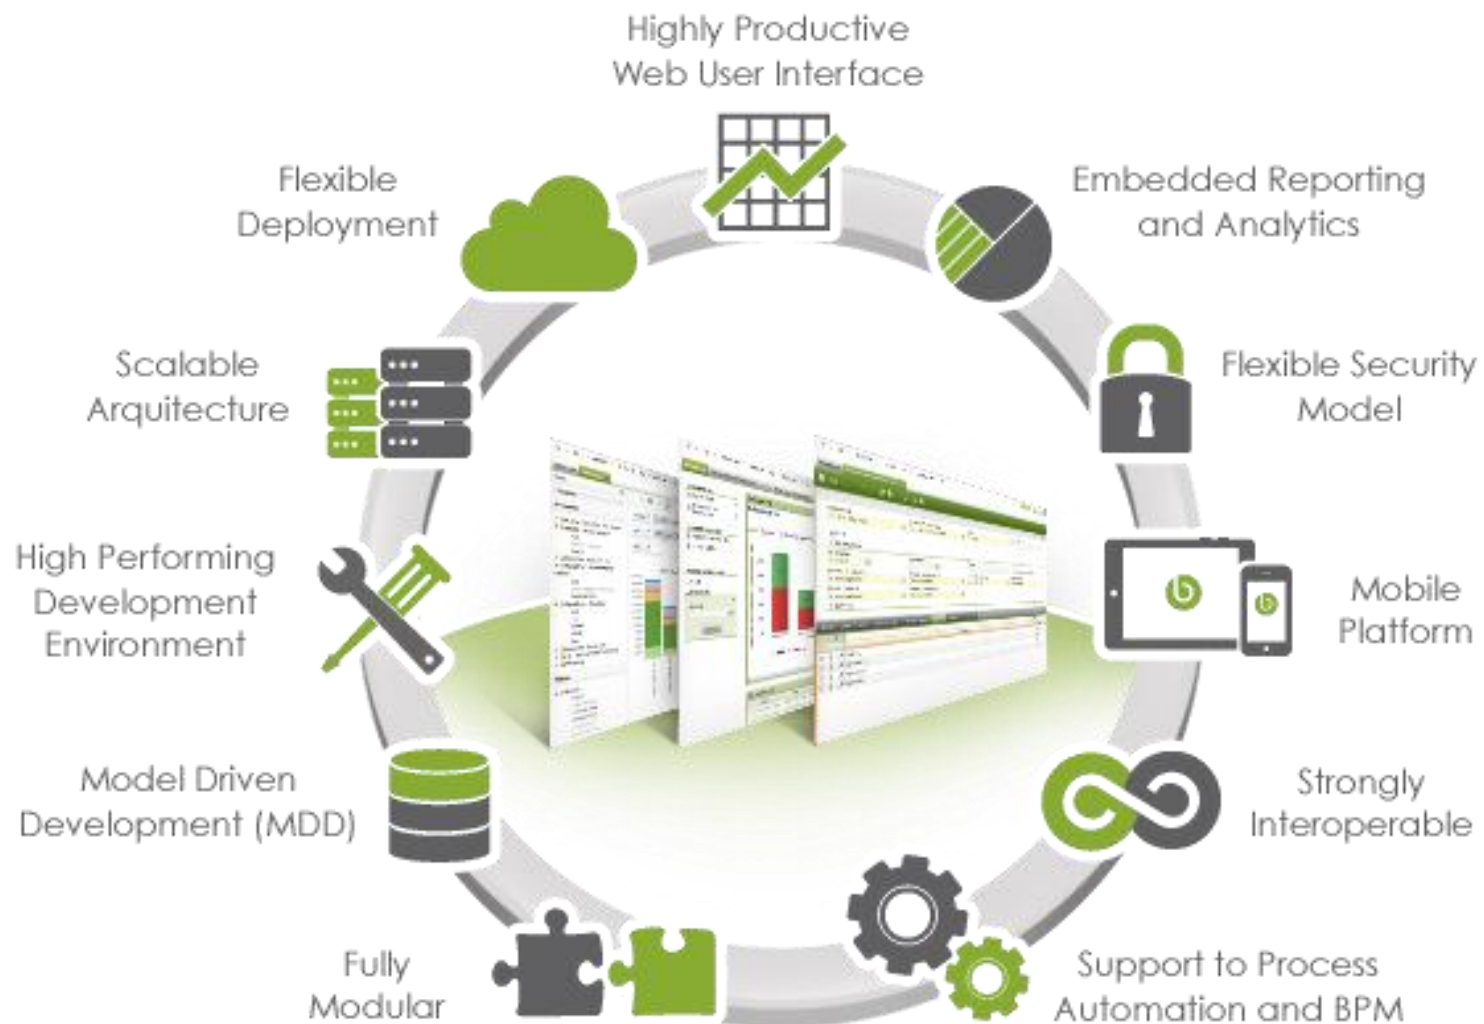 Highly Productive
Web User Interface
Flexible
Deployment
Embedded Reporting
and Analytics
Scalable
Arquitecture
Flexible Security
Model
High Performing
Development
Environment
Mobile
Platform
Model Driven
Development (MDD)
Strongly
Interoperable
Fully
Modular
Support to Process
Automation and BPM